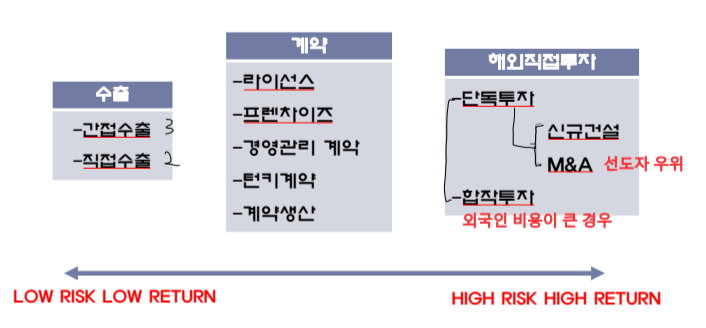 수출
-간접수출 3
-직접수출 2
계약
-라이선스
-프렌차이즈
-경영관리 계약
-턴키계약
-계약생산
해외직접투자
-단독투자
신규건설
M&A 선도자 우위
-합작투자
외국인 비용이 큰 경우
LOW RISK LOW RETURN
HIGH RISK HIGH RETURN